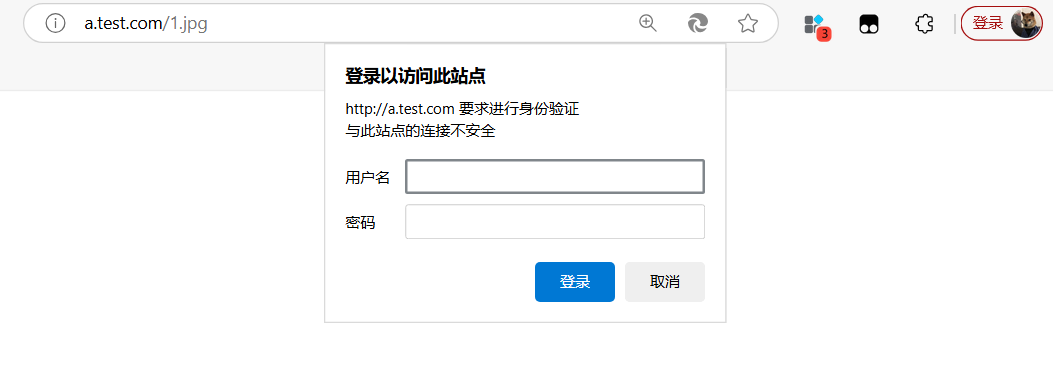 a.test.com/1.jpg
3
登录
登录以访问此站点
http://a.test.com 要求进行身份验证
与此站点的连接不安全
用户名
密码
登录
取消